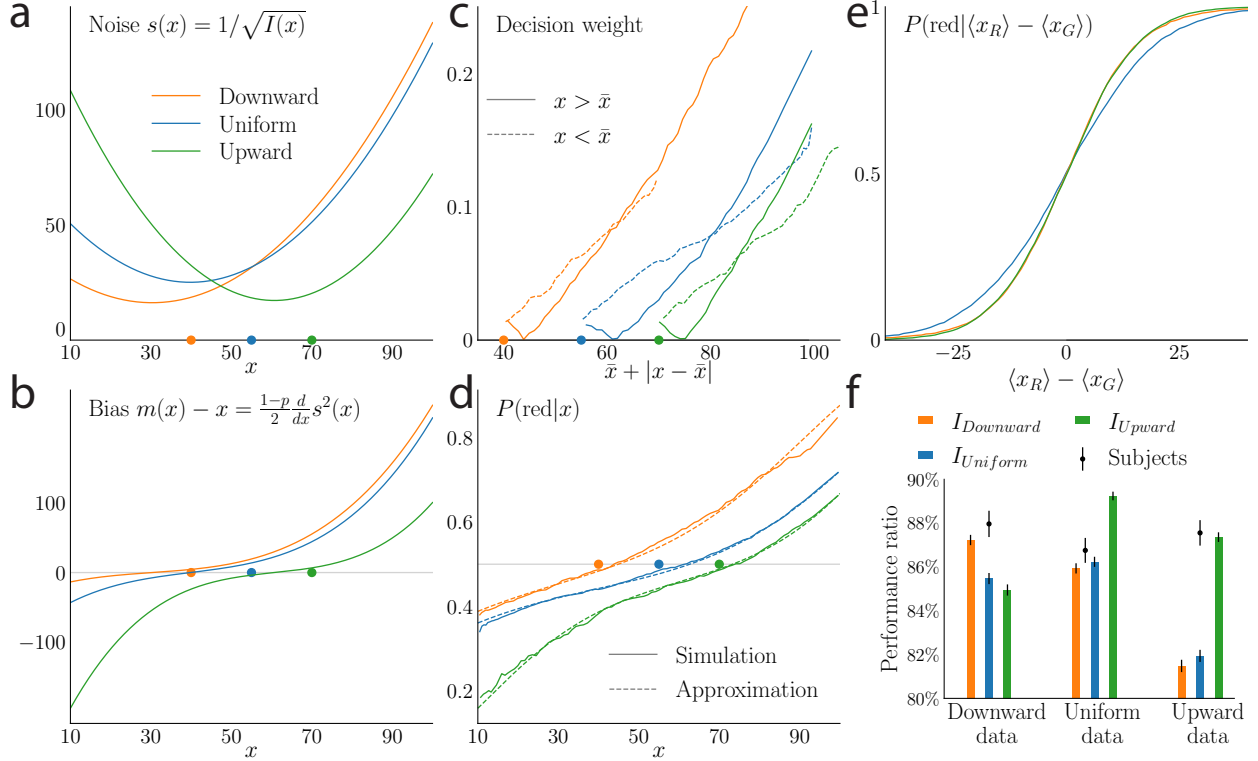 a
Noise s(x) = 1/√I(x)
Downward
Uniform
Upward
100
50
0
10
30
50
70
90
x
b
Bias m(x) − x = (1−p)/2 d/dx s²(x)
100
0
−100
10
30
50
70
90
x
c
Decision weight
x > x̄
x < x̄
0.2
0.1
0
40
60
80
100
x̄ + |x − x̄|
d
P(red|x)
0.8
0.6
0.4
0.2
Simulation
Approximation
10
30
50
70
90
x
e
P(red|⟨x_R⟩ − ⟨x_G⟩)
1
0.5
0
−25
0
25
⟨x_R⟩ − ⟨x_G⟩
f
I_Downward
I_Upward
I_Uniform
Subjects
Performance ratio
90%
88%
86%
84%
82%
80%
Downward
data
Uniform
data
Upward
data